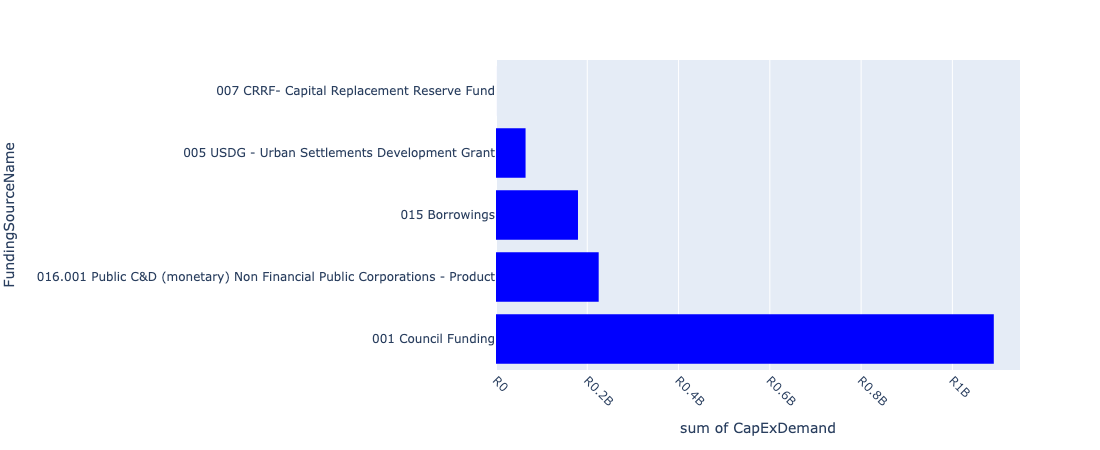 007 CRRF- Capital Replacement Reserve Fund
005 USDG - Urban Settlements Development Grant
015 Borrowings
016.001 Public C&D (monetary) Non Financial Public Corporations - Product
001 Council Funding
FundingSourceName
R0
R0.2B
R0.4B
R0.6B
R0.8B
R1B
sum of CapExDemand